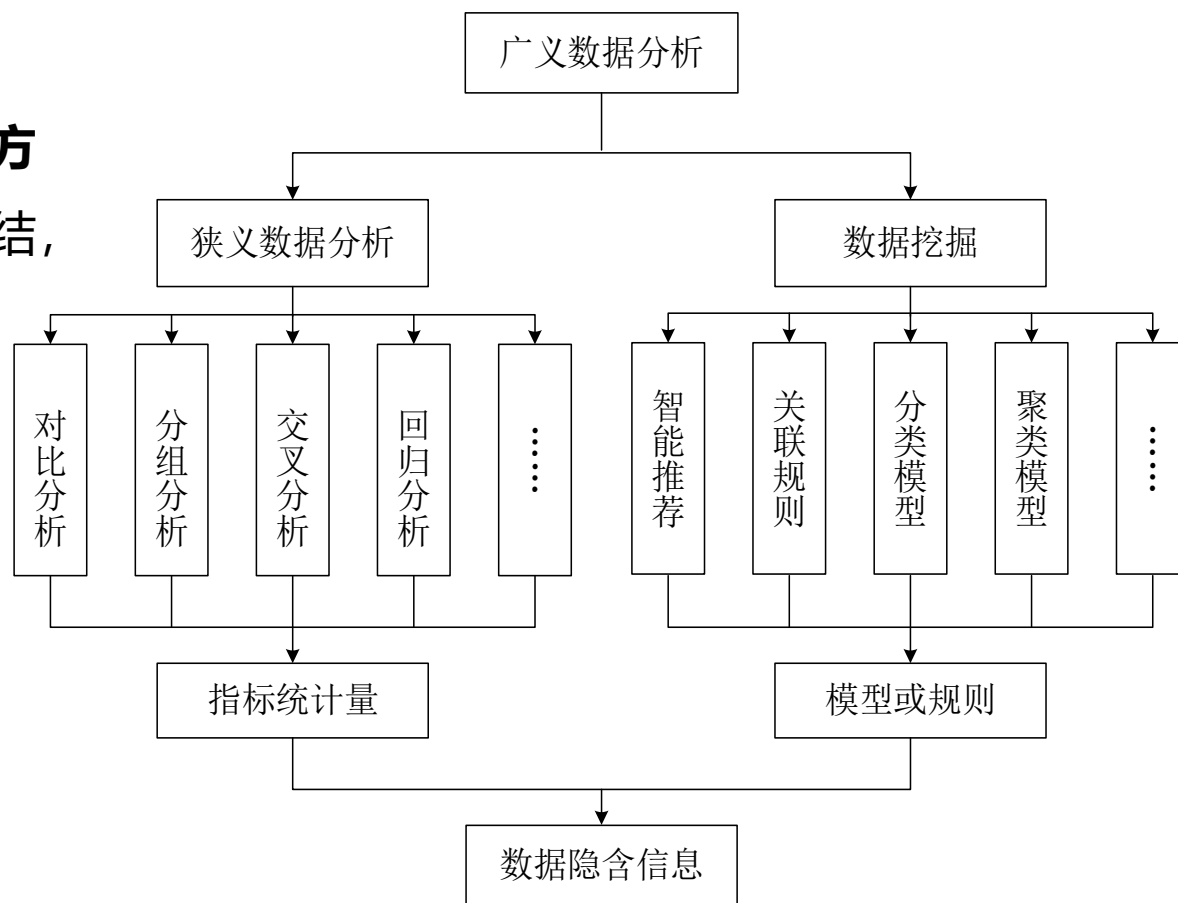 广义数据分析
方
结，
狭义数据分析
数据挖掘
对比分析
分组分析
交叉分析
回归分析
……
智能推荐
关联规则
分类模型
聚类模型
……
指标统计量
模型或规则
数据隐含信息